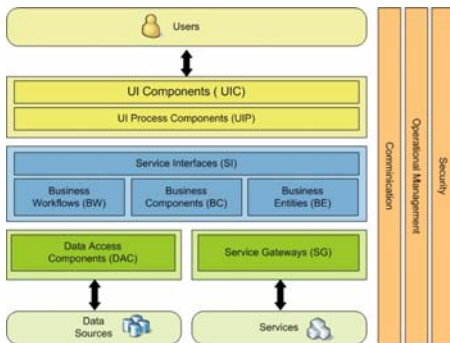 Users
UI Components ( UIC)
UI Process Components (UIP)
Service Interfaces (SI)
Business
Workflows (BW)
Business
Components (BC)
Business
Entities (BE)
Data Access
Components (DAC)
Service Gateways (SG)
Data
Sources
Services
Commincation
Operational Management
Security